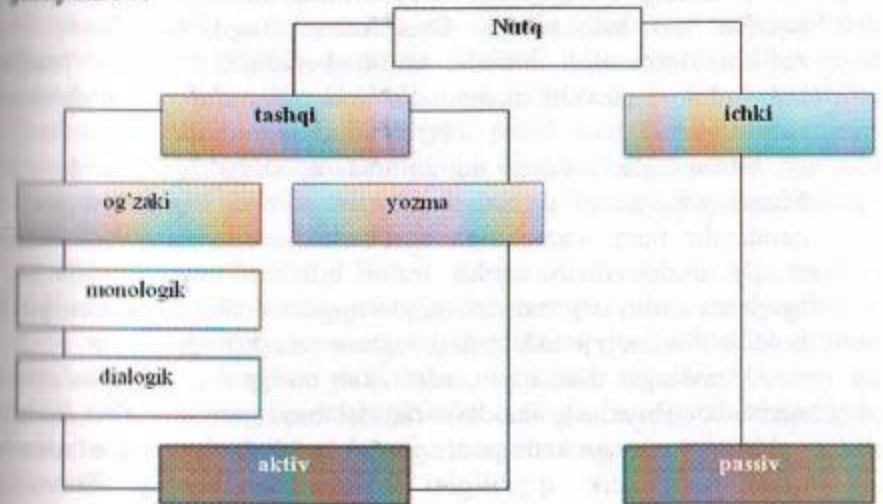 Nutq
tashqi
ichki
og'zaki
yozma
monologik
dialogik
aktiv
passiv